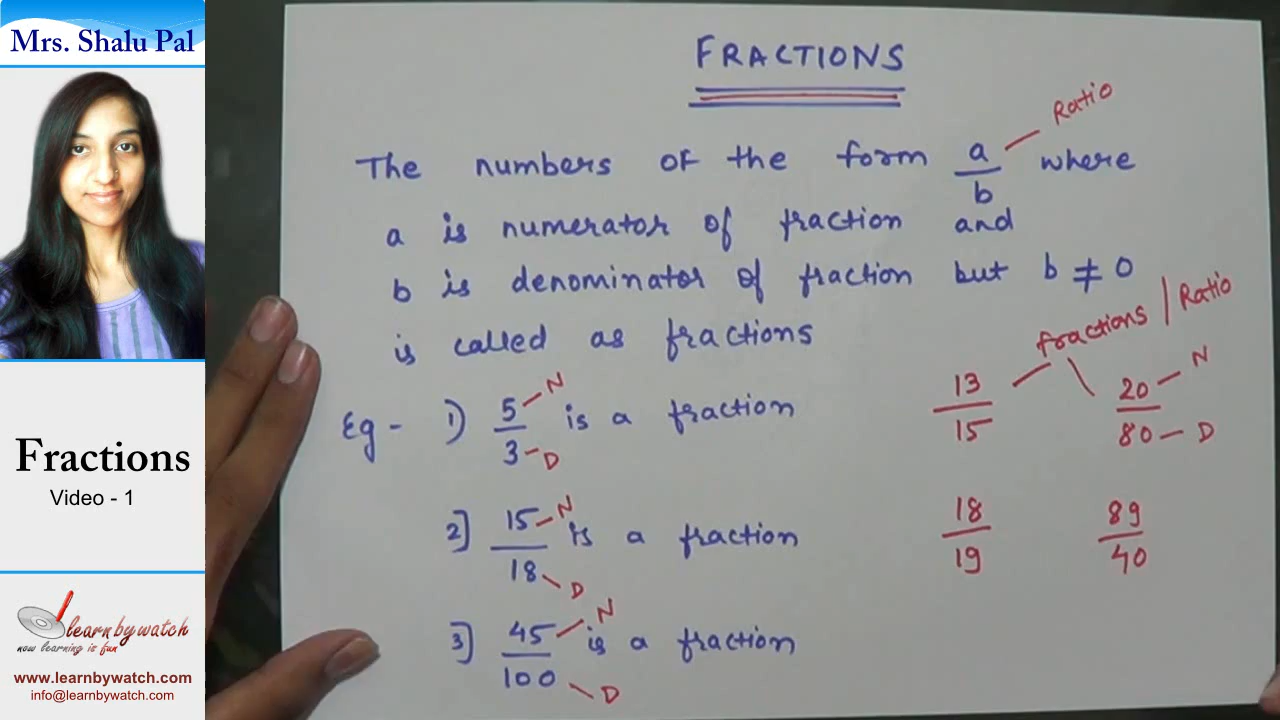 Mrs. Shalu Pal
Fractions
Video - 1
learnbywatch
now learning is fun
www.learnbywatch.com
info@learnbywatch.com
FRACTIONS
Ratio
The numbers of the form a/b where
a is numerator of fraction and
b is denominator of fraction but b ≠ 0
is called as fractions
fractions | Ratio
Eg - 1) 5/3 is a fraction
N
D
13/15
20/80
N
D
2] 15/18 is a fraction
N
D
18/19
89/40
3] 45/100 is a fraction
N
D